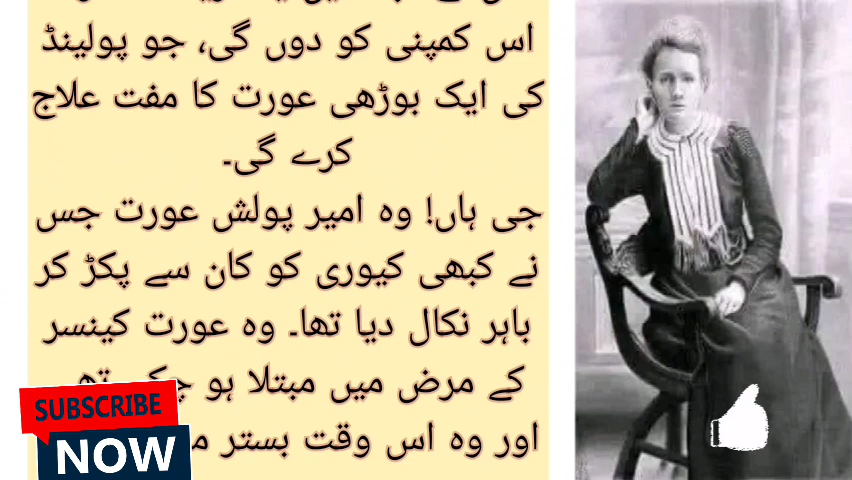 اس کمپنی کو دوں گی، جو پولینڈ
کی ایک بوڑھی عورت کا مفت علاج
کرے گی۔
جی ہاں! وہ امیر پولش عورت جس
نے کبھی کیوری کو کان سے پکڑ کر
باہر نکال دیا تھا۔ وہ عورت کینسر
کے مرض میں مبتلا ہو
اور وہ اس وقت بستر
SUBSCRIBE
NOW